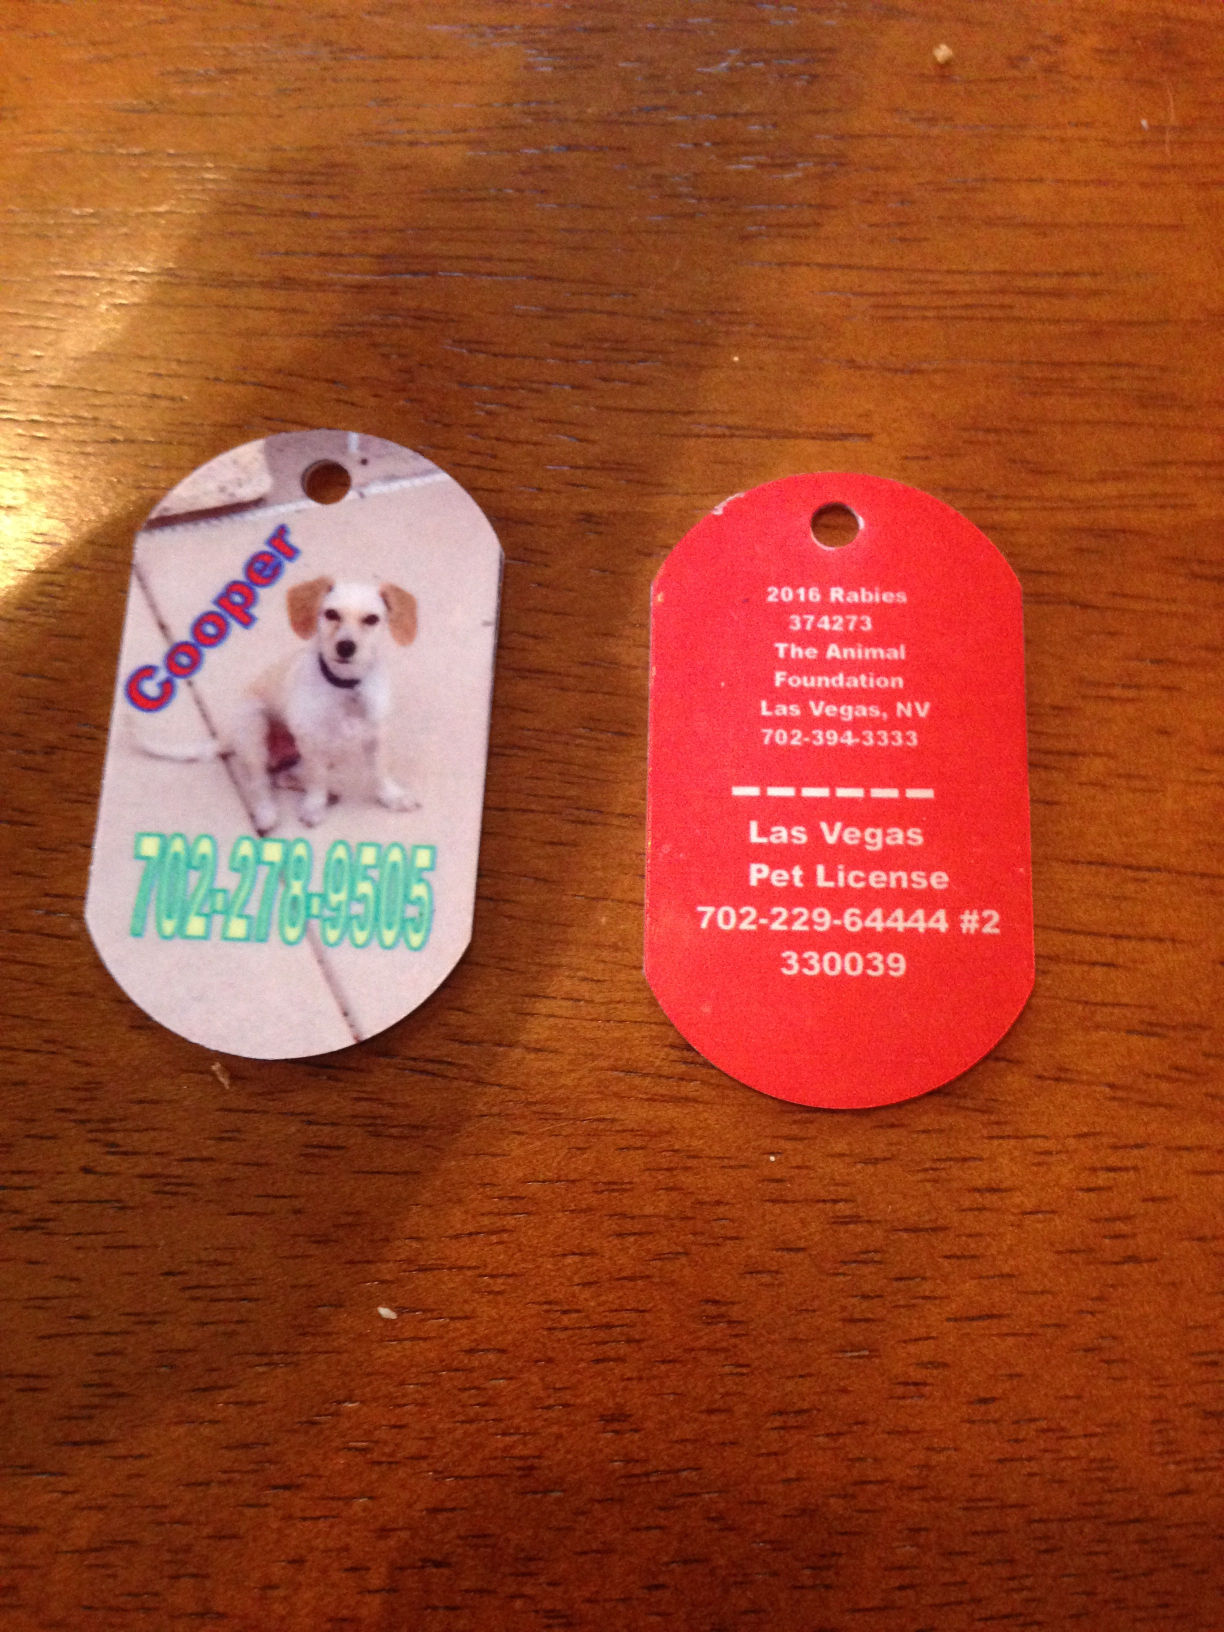 Cooper
702-278-9505
2016 Rabies
374273
The Animal
Foundation
Las Vegas, NV
702-394-3333
------
Las Vegas
Pet License
702-229-64444 #2
330039